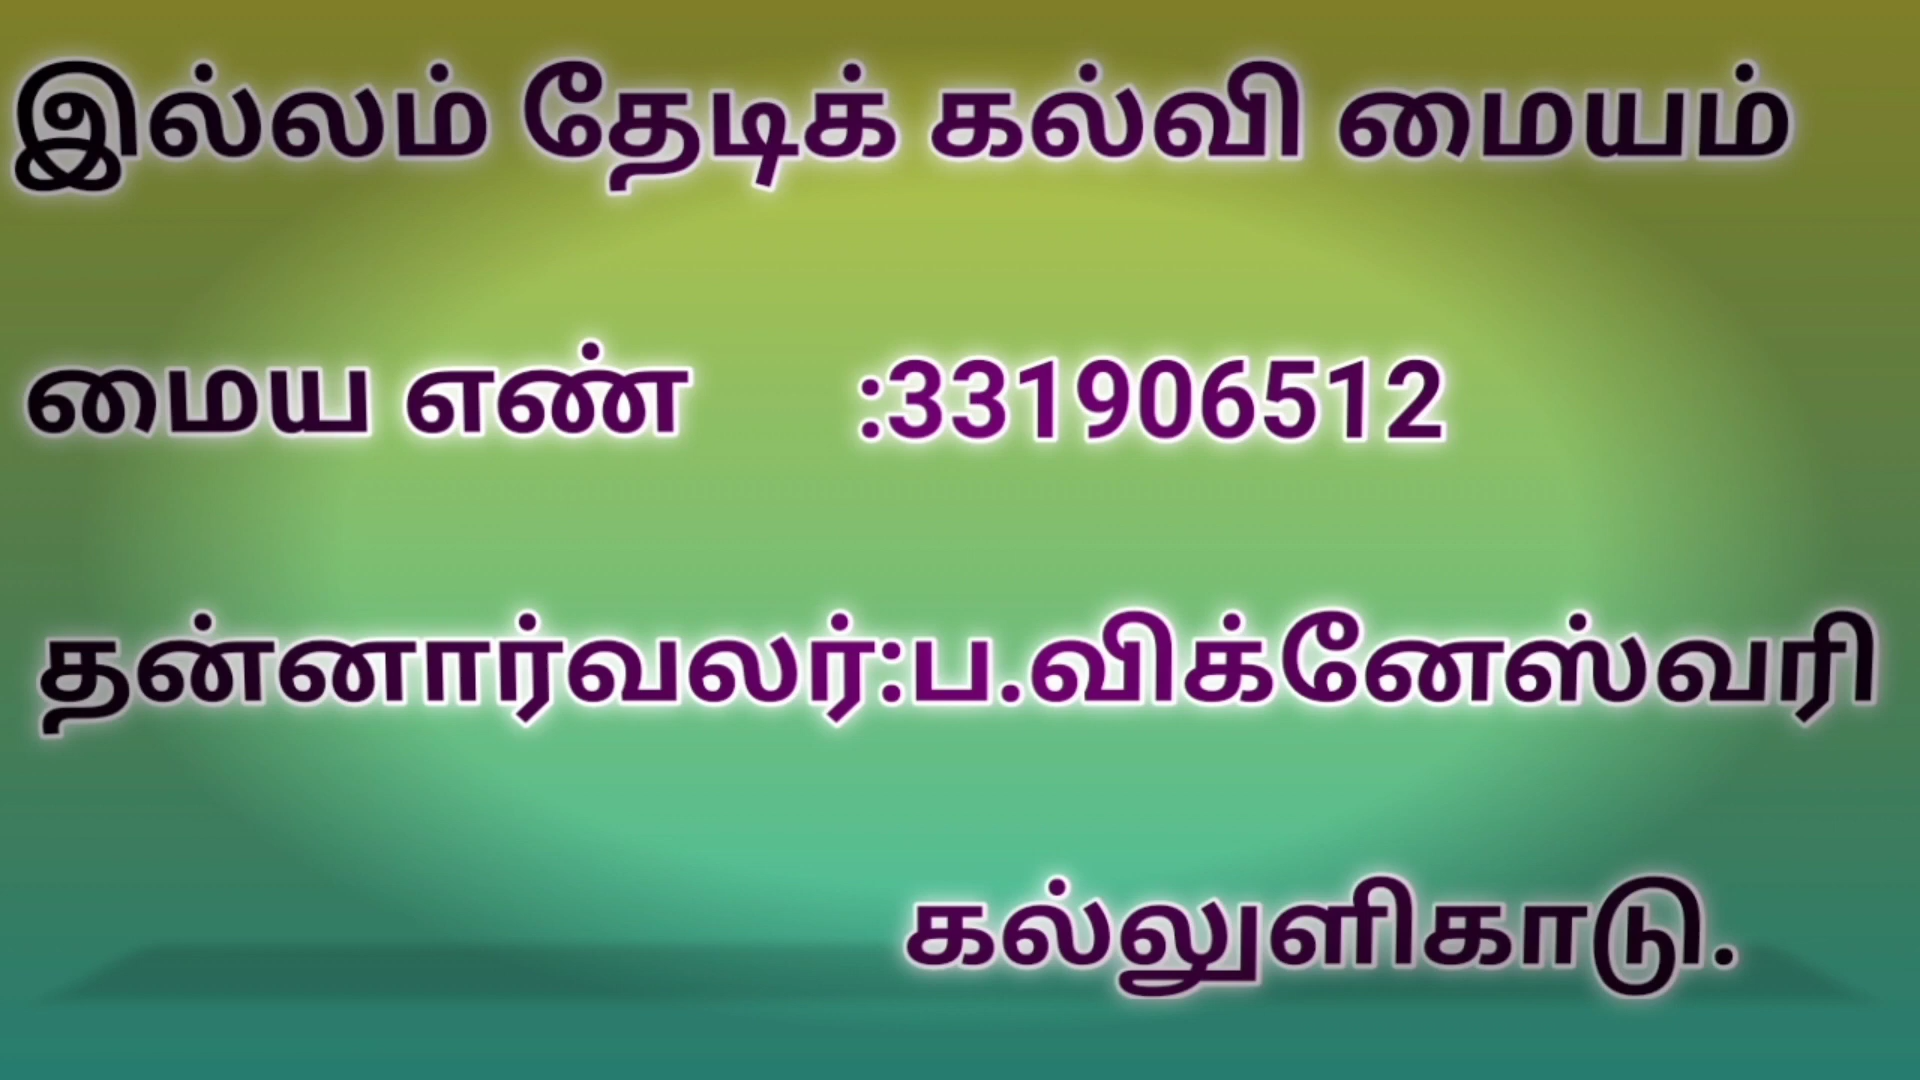 இல்லம் தேடிக் கல்வி மையம்
மைய எண் :331906512
தன்னார்வலர்:ப.விக்னேஸ்வரி
கல்லுளிகாடு.